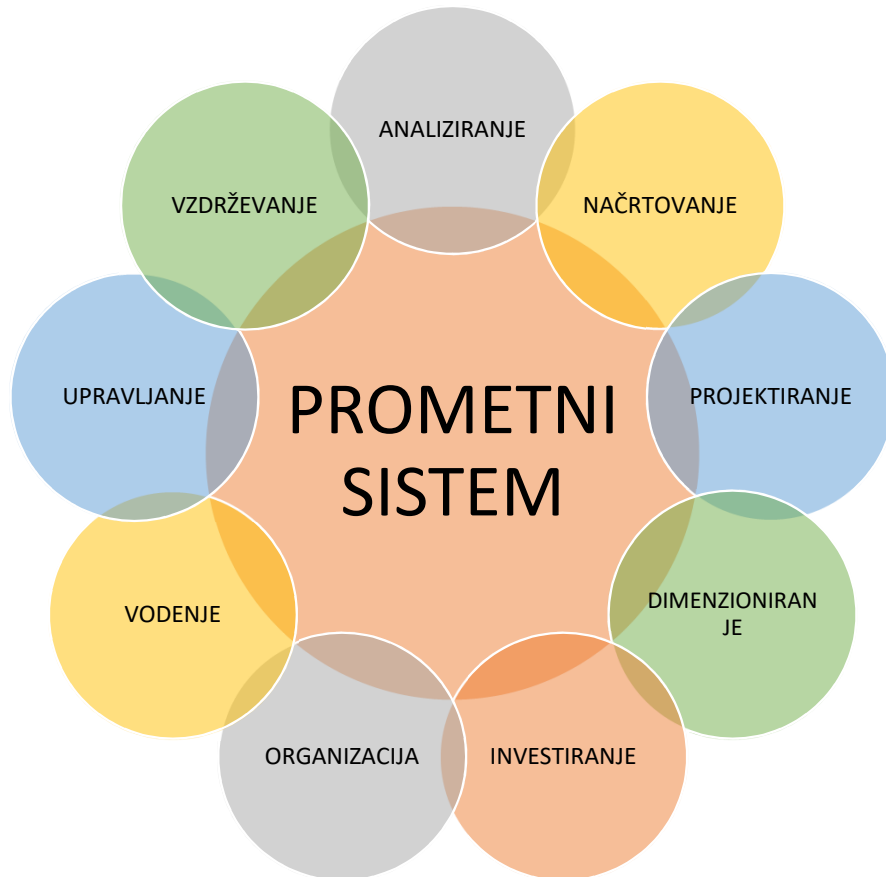 ANALIZIRANJE
NAČRTOVANJE
PROJEKTIRANJE
DIMENZIONIRAN
JE
INVESTIRANJE
ORGANIZACIJA
VODENJE
UPRAVLJANJE
VZDRŽEVANJE
PROMETNI
SISTEM